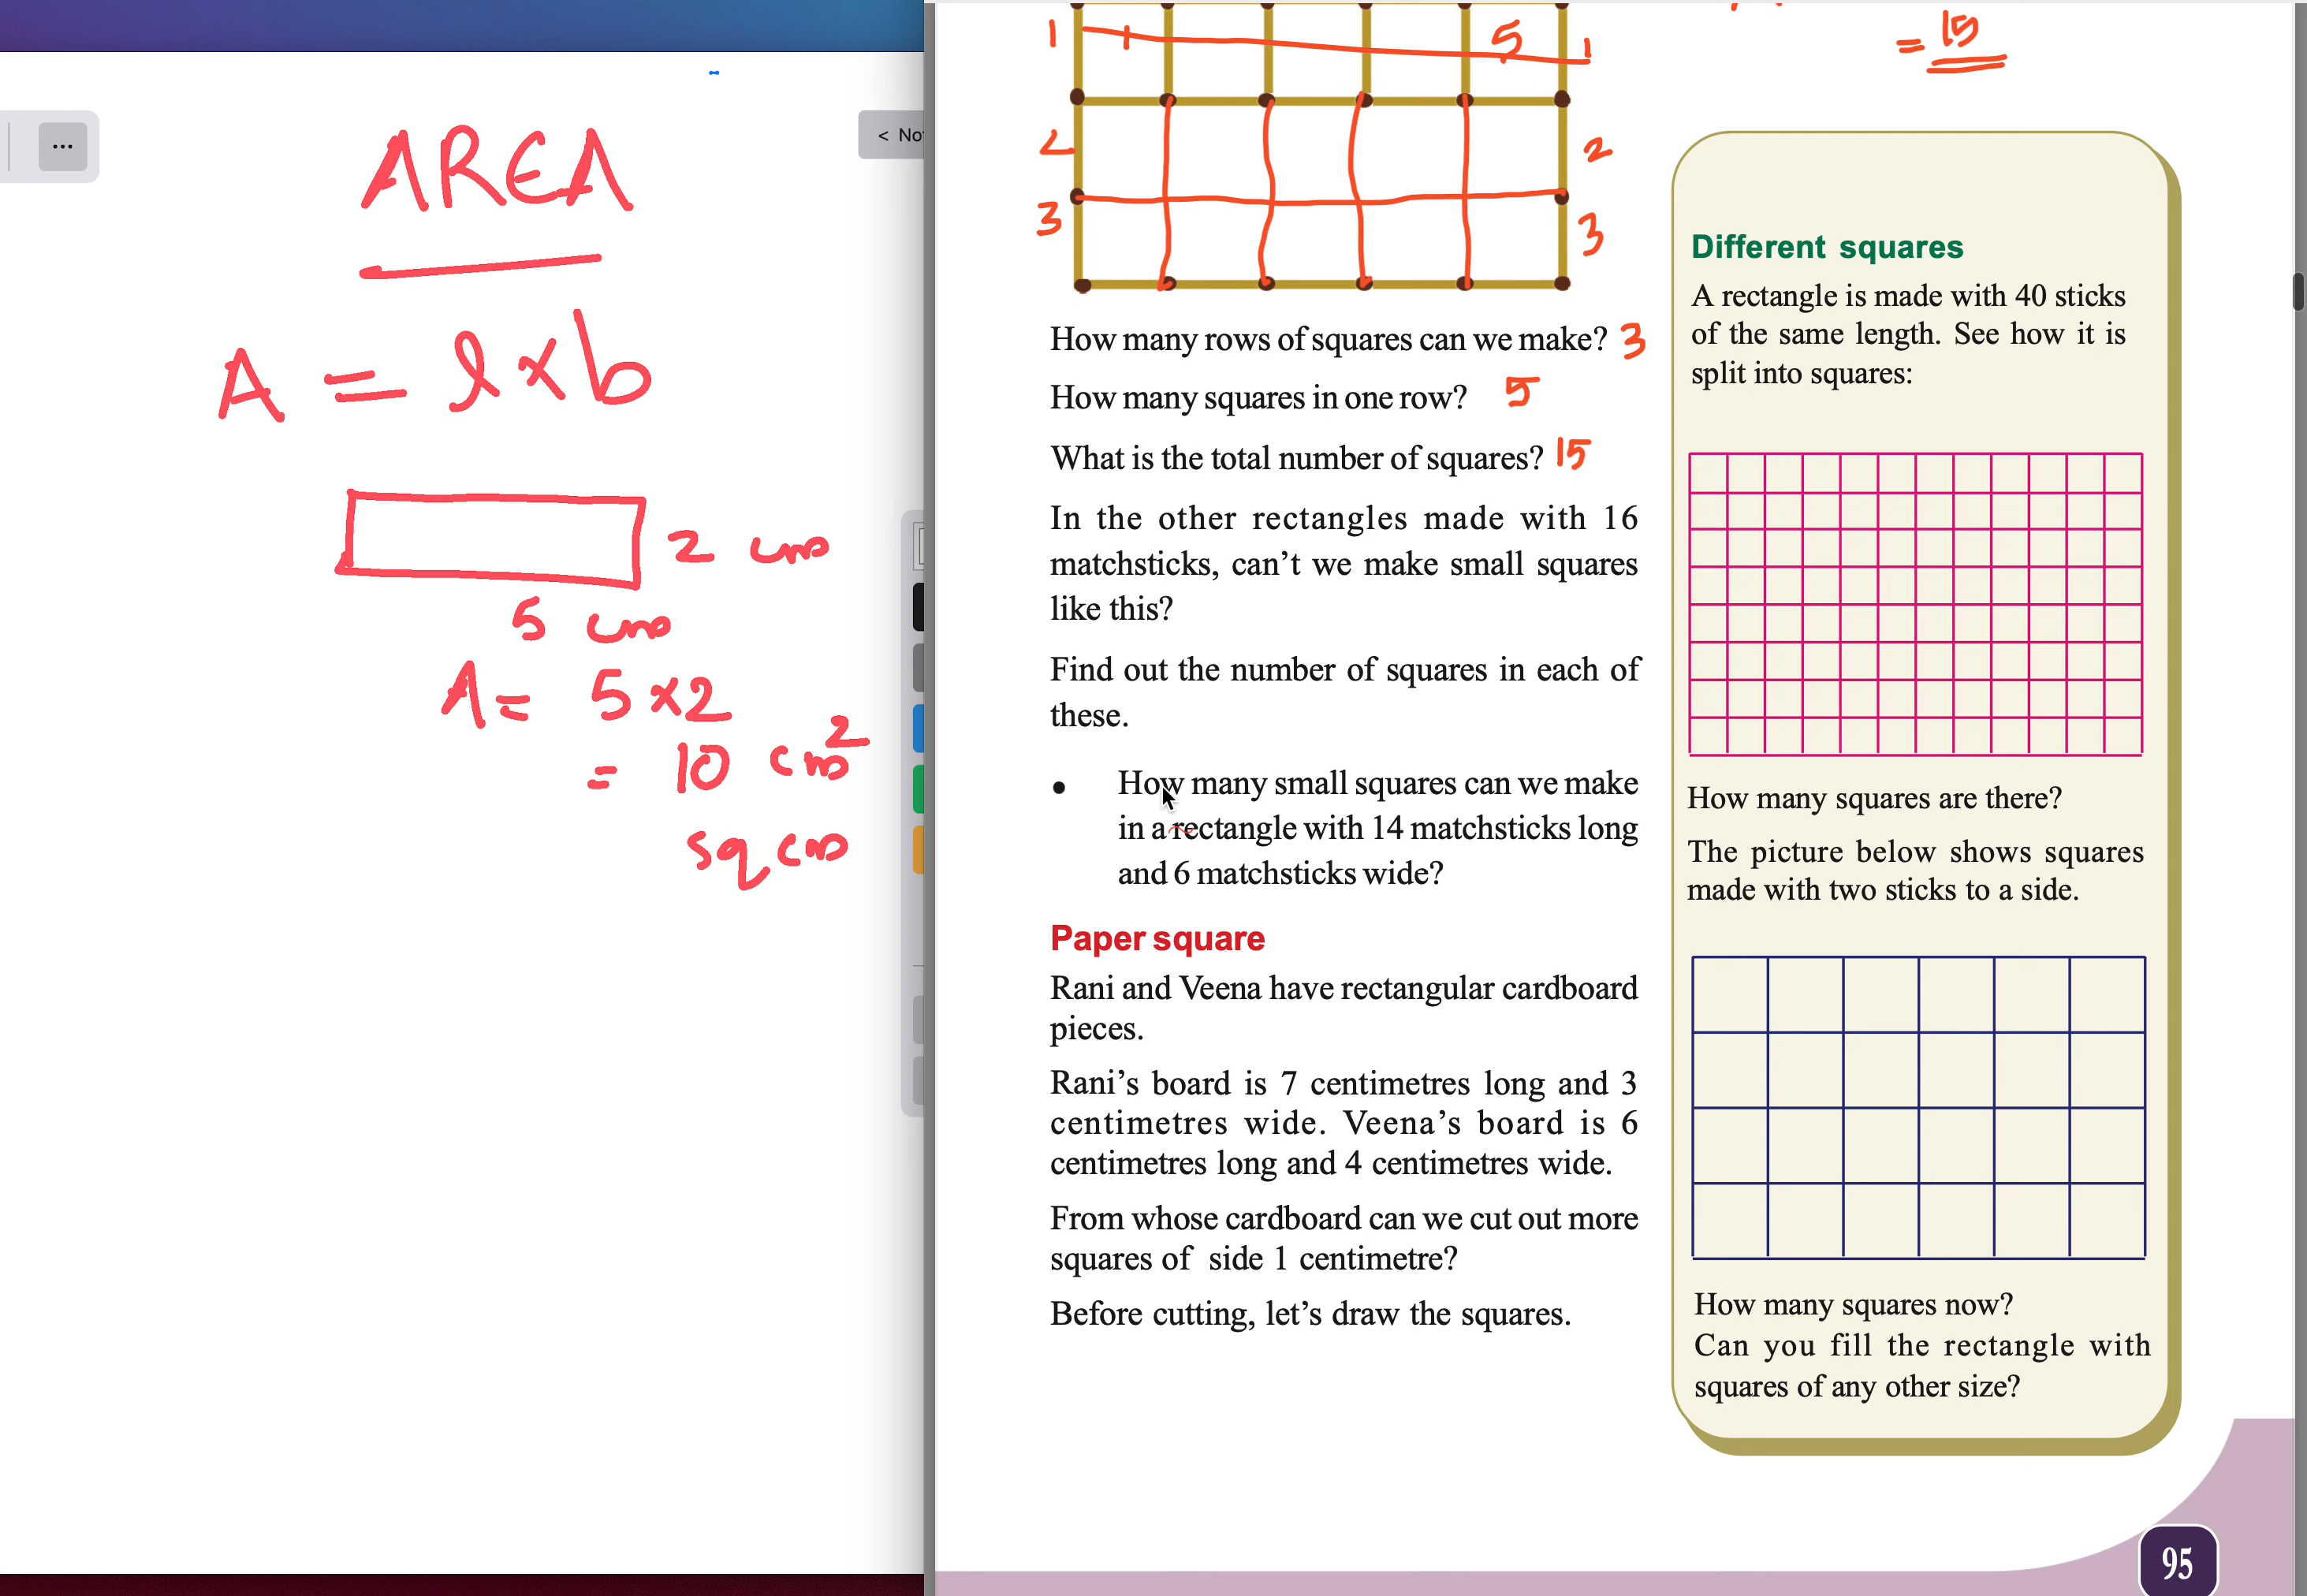 ...
< No
AREA
A = l × b
2 cm
5 cm
A = 5 × 2
= 10 cm²
sq cm
1 1 5 1
2 2
3 3
= 15
How many rows of squares can we make? 3
How many squares in one row? 5
What is the total number of squares? 15
In the other rectangles made with 16
matchsticks, can’t we make small squares
like this?
Find out the number of squares in each of
these.
• How many small squares can we make
in a rectangle with 14 matchsticks long
and 6 matchsticks wide?
Paper square
Rani and Veena have rectangular cardboard
pieces.
Rani’s board is 7 centimetres long and 3
centimetres wide. Veena’s board is 6
centimetres long and 4 centimetres wide.
From whose cardboard can we cut out more
squares of side 1 centimetre?
Before cutting, let’s draw the squares.
Different squares
A rectangle is made with 40 sticks
of the same length. See how it is
split into squares:
How many squares are there?
The picture below shows squares
made with two sticks to a side.
How many squares now?
Can you fill the rectangle with
squares of any other size?
95